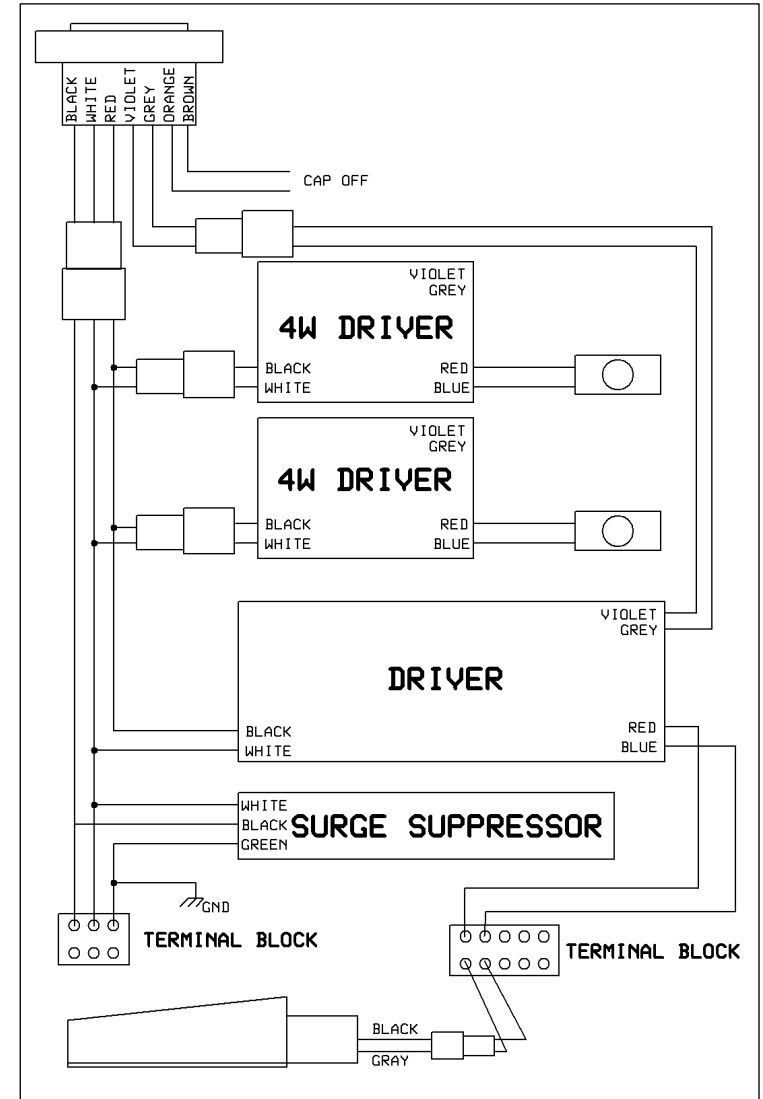 BLACK
WHITE
RED
VIOLET
GREY
ORANGE
BROWN
CAP OFF
VIOLET
GREY
4W DRIVER
BLACK
WHITE
RED
BLUE
VIOLET
GREY
4W DRIVER
BLACK
WHITE
RED
BLUE
VIOLET
GREY
DRIVER
BLACK
WHITE
RED
BLUE
WHITE
BLACK
GREEN
SURGE SUPPRESSOR
GND
TERMINAL BLOCK
TERMINAL BLOCK
BLACK
GRAY